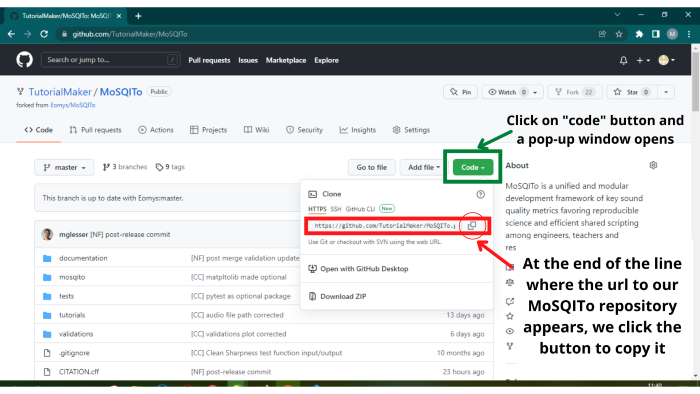 TutorialMaker/MoSQITo: MoSQI
github.com/TutorialMaker/MoSQITo
Search or jump to...
/
Pull requests Issues Marketplace Explore
TutorialMaker / MoSQITo Public
forked from Eomys/MoSQITo
Pin
Watch 0
Fork 22
Star 0
Code Pull requests Actions Projects Wiki Security Insights Settings
Click on "code" button and
a pop-up window opens
master 3 branches 9 tags
Go to file Add file Code
About
This branch is up to date with Eomys:master.
MoSQITo is a unified and modular
development framework of key sound
quality metrics favoring reproducible
science and efficient shared scripting
among engineers, teachers and
res
Clone
HTTPS SSH GitHub CLI New
https://github.com/TutorialMaker/MoSQITo.g
Use Git or checkout with SVN using the web URL.
Open with GitHub Desktop
Download ZIP
mglesser [NF] post-release commit
documentation [NF] post merge validation update
mosqito [CC] matpltolib made optional
tests [CC] pytest as optional package
tutorials [CC] audio file path corrected 13 days ago
validations [CC] validations plot corrected 6 days ago
.gitignore [CC] Clean Sharpness test function input/output 10 months ago
CITATION.cff [NF] post-release commit 23 hours ago
At the end of the line
where the url to our
MoSQITo repository
appears, we click the
button to copy it
11:40